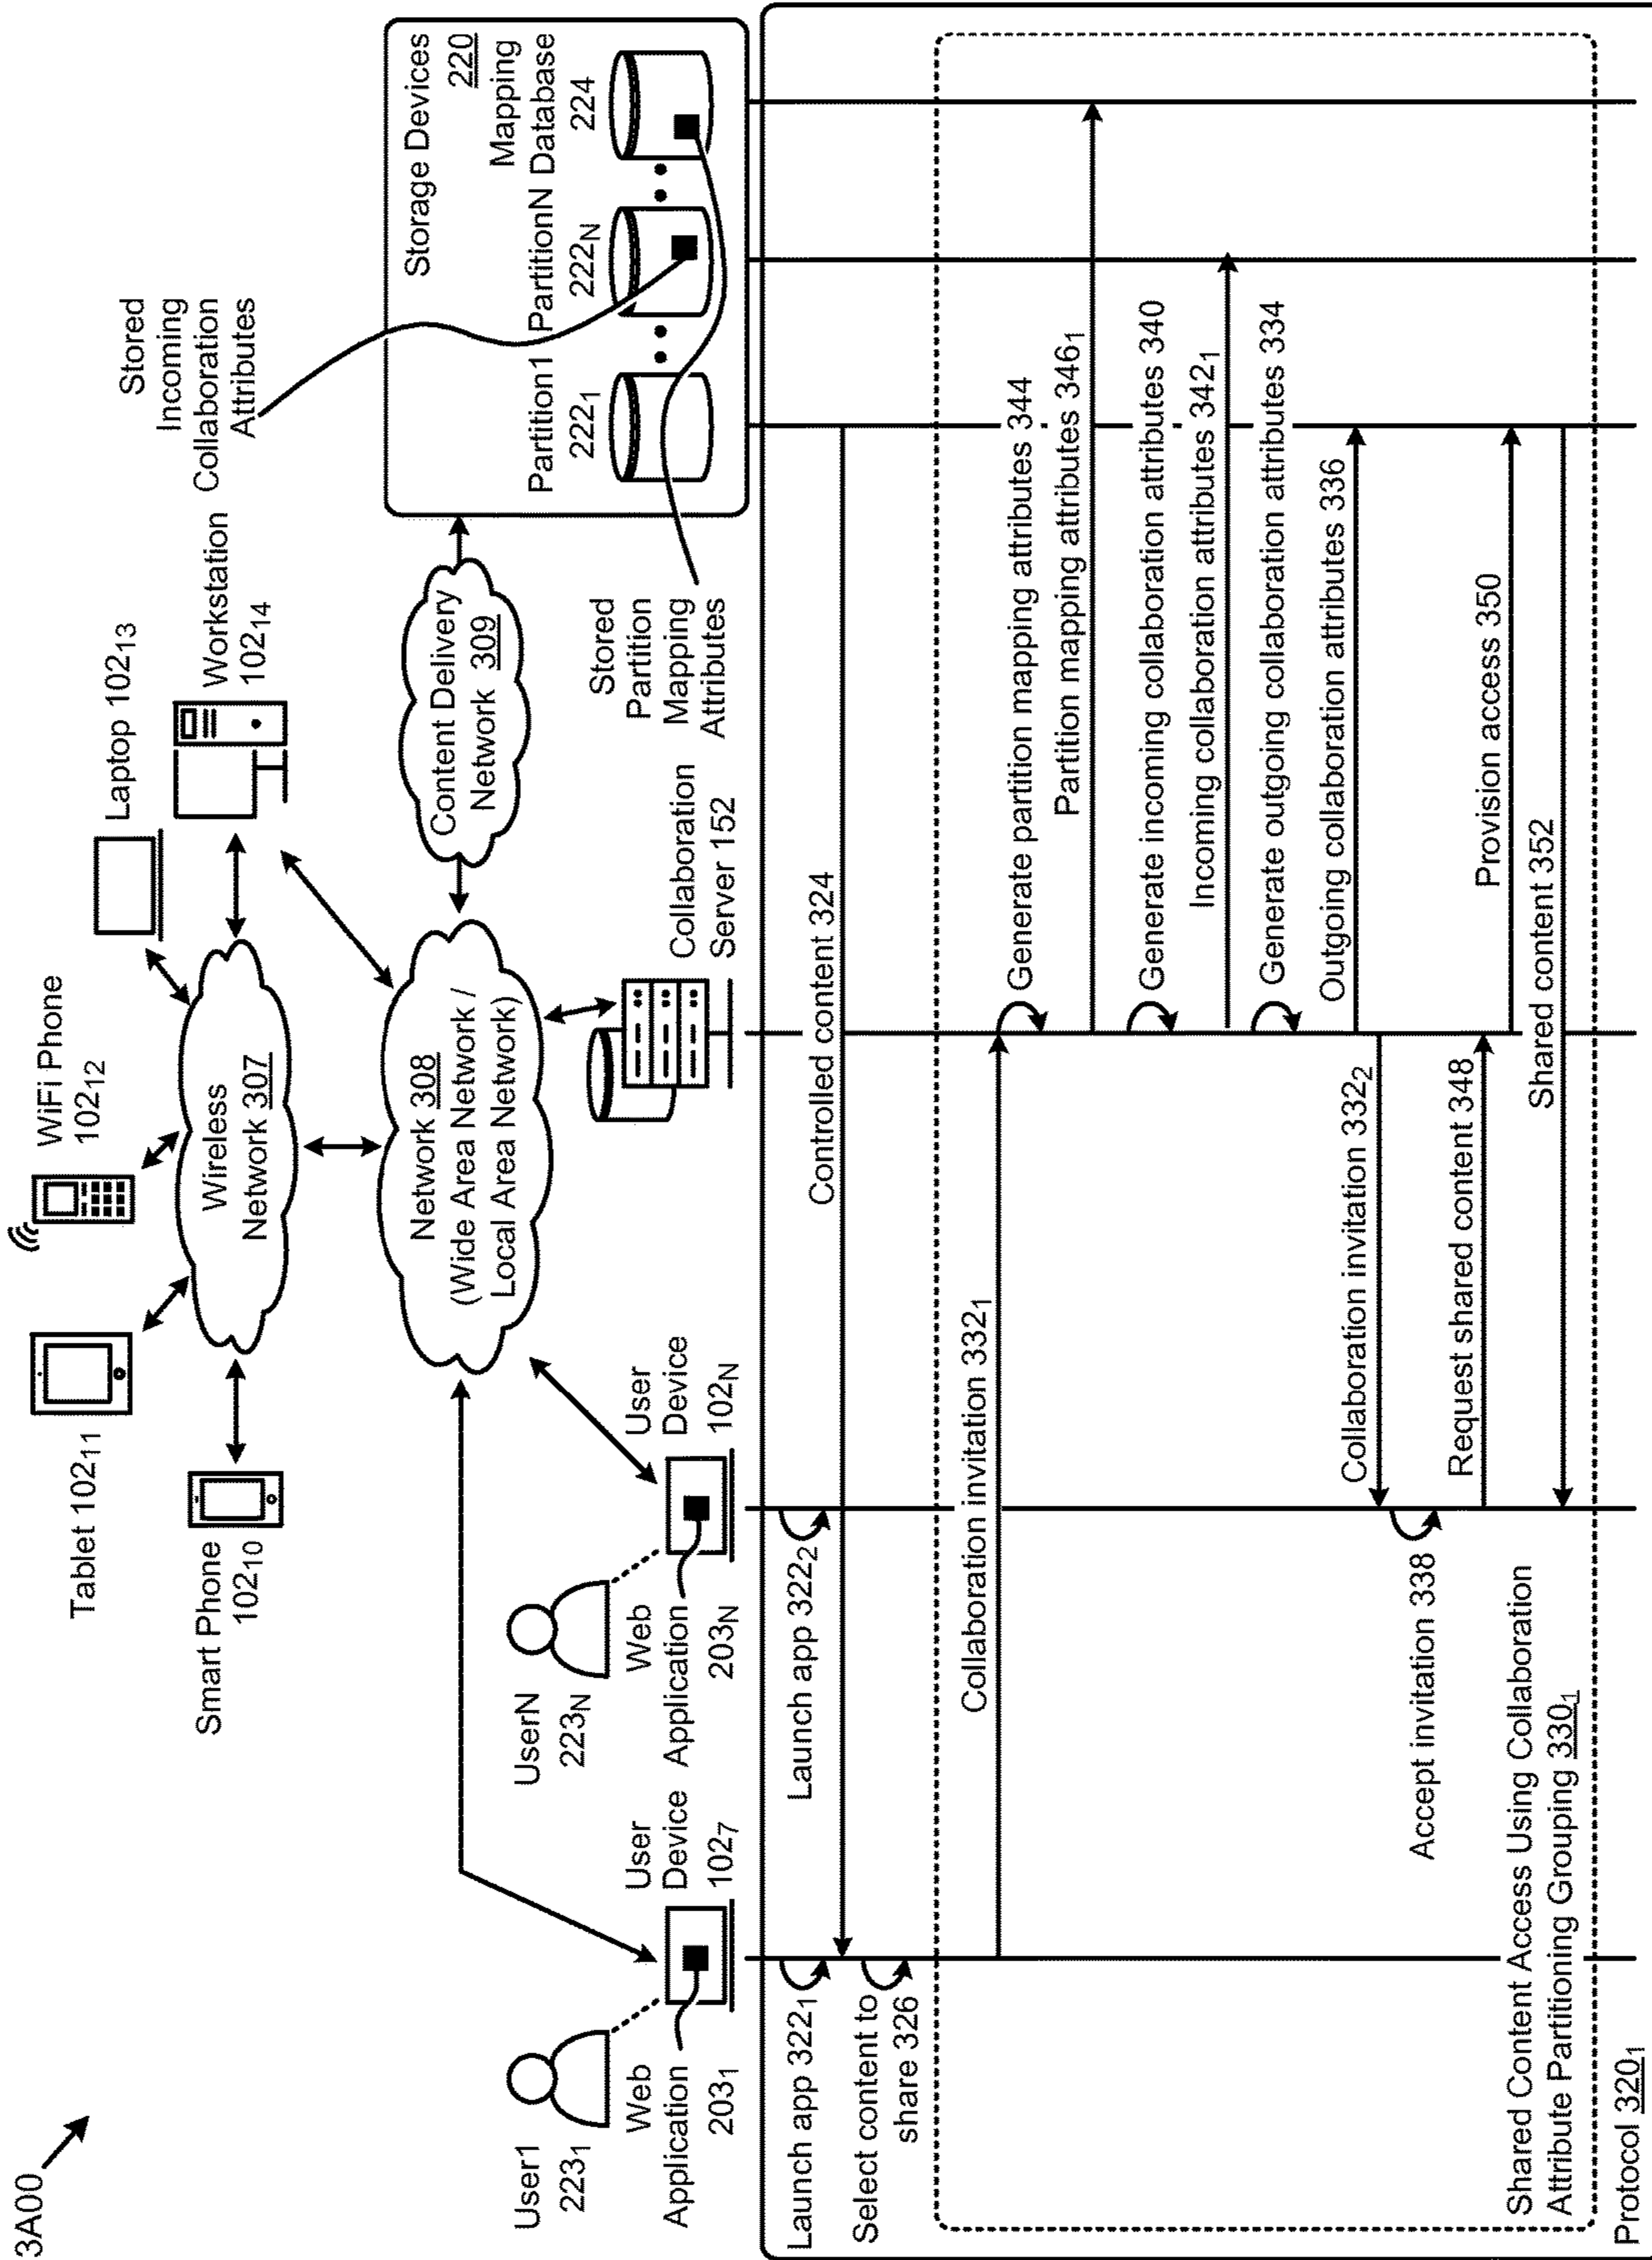 3A00
Tablet 102₁₁
WiFi Phone
102₁₂
Laptop 102₁₃
Smart Phone
102₁₀
Wireless
Network 307
Workstation
102₁₄
Stored
Incoming
Collaboration
Attributes
Network 308
(Wide Area Network /
Local Area Network)
Content Delivery
Network 309
Storage Devices
220
Mapping
Database
224
Partition1
222₁
PartitionN
222N
User1
223₁
Web
Application
203₁
User
Device
102₇
UserN
223N
Web
Application
203N
User
Device
102N
Collaboration
Server 152
Stored
Partition
Mapping
Attributes
Launch app 322₁
Launch app 322₂
Controlled content 324
Select content to
share 326
Collaboration invitation 332₁
Generate partition mapping attributes 344
Partition mapping attributes 346₁
Generate incoming collaboration attributes 340
Incoming collaboration attributes 342₁
Generate outgoing collaboration attributes 334
Outgoing collaboration attributes 336
Collaboration invitation 332₂
Accept invitation 338
Request shared content 348
Provision access 350
Shared content 352
Shared Content Access Using Collaboration
Attribute Partitioning Grouping 330₁
Protocol 320₁